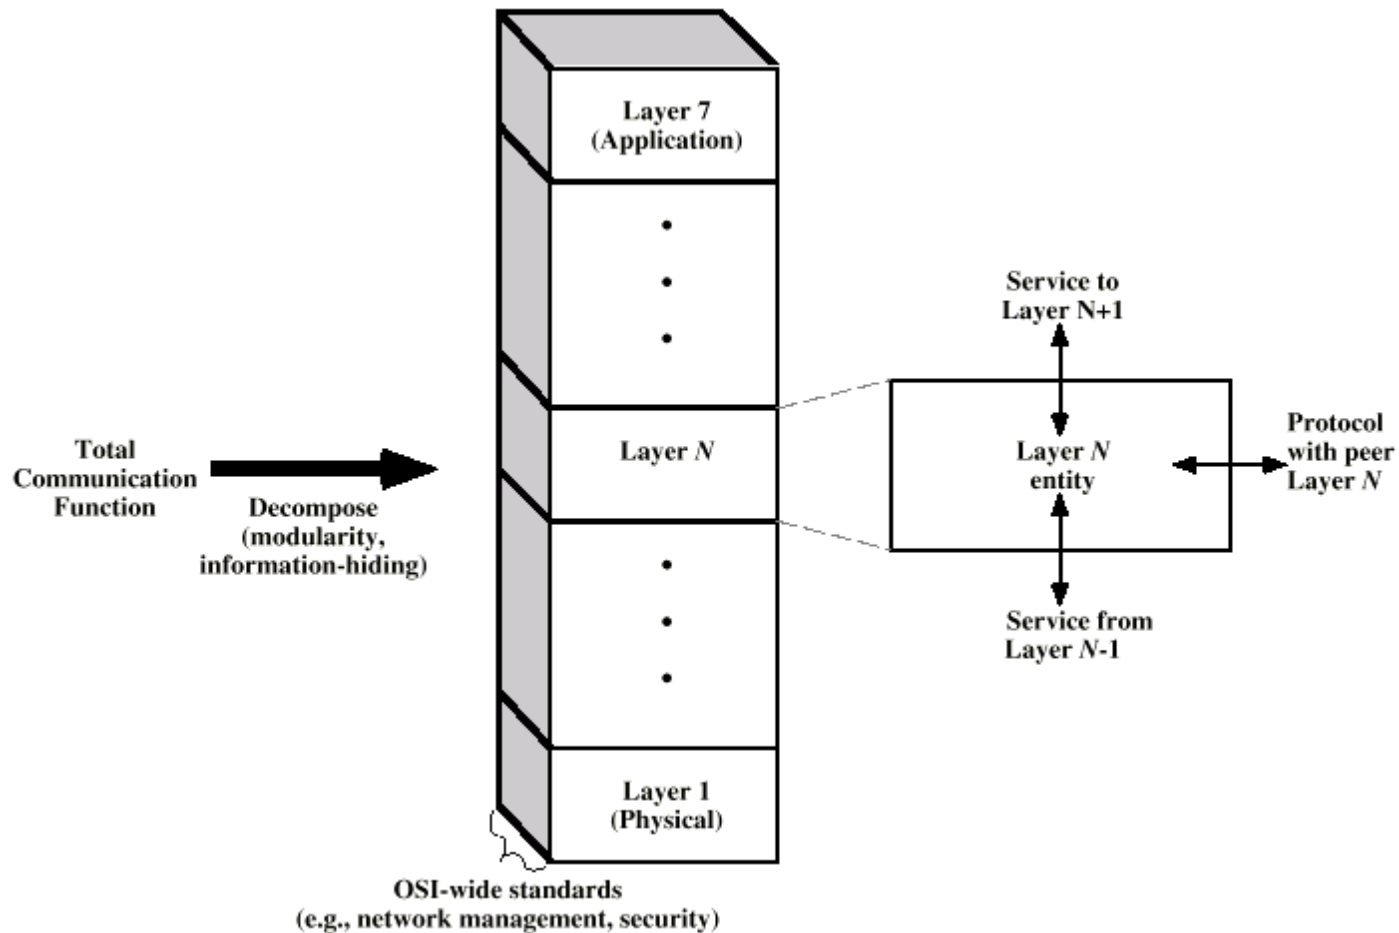 Layer 7
(Application)
Service to
Layer N+1
Total
Communication
Function
Decompose
(modularity,
information-hiding)
Layer N
Layer N
entity
Protocol
with peer
Layer N
Service from
Layer N-1
Layer 1
(Physical)
OSI-wide standards
(e.g., network management, security)